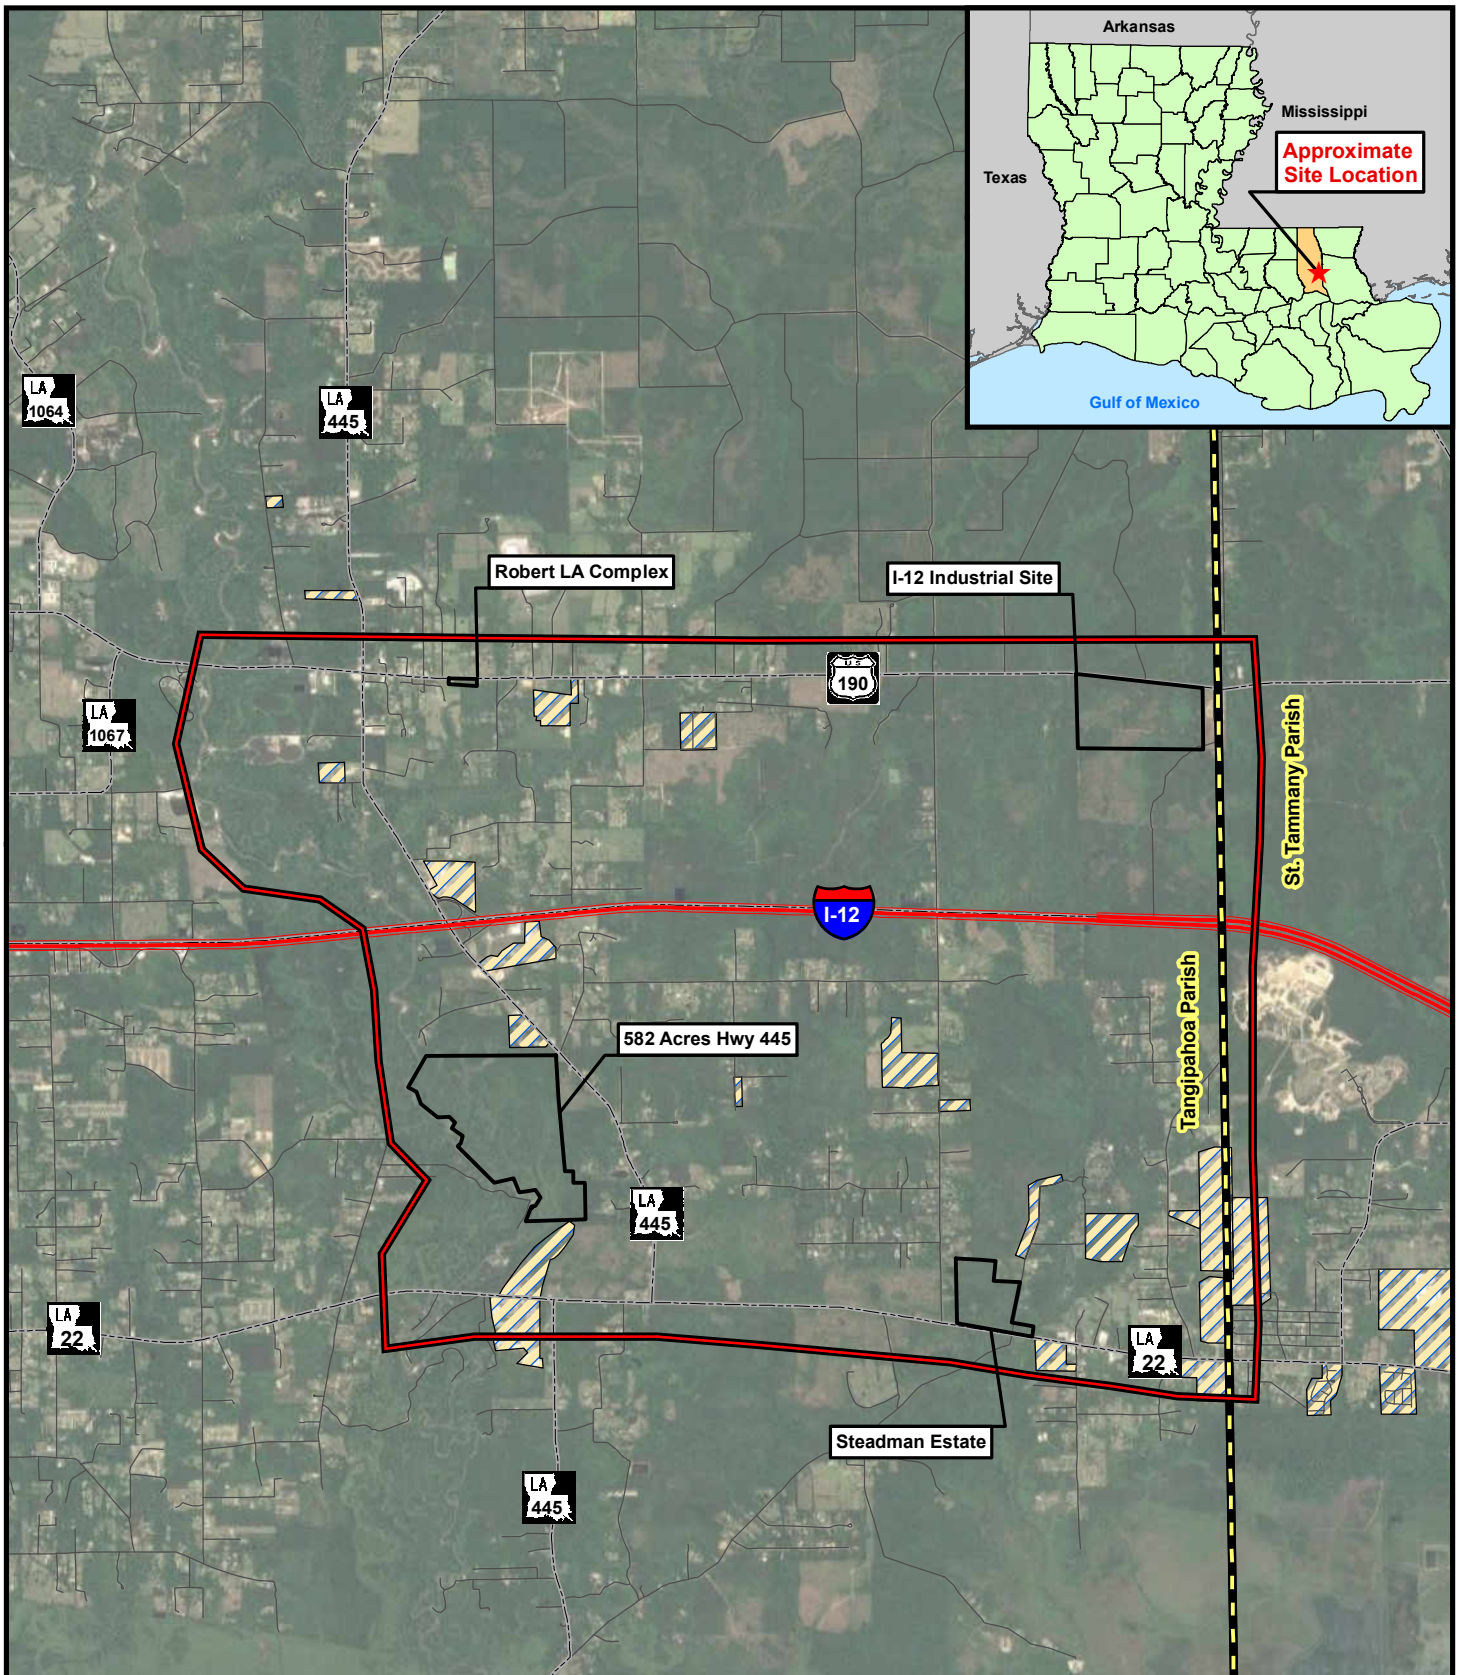 Arkansas
Mississippi
Approximate
Site Location
Texas
Gulf of Mexico
LA
1064
LA
445
Robert LA Complex
I-12 Industrial Site
US
190
LA
1067
St. Tammany Parish
I-12
Tangipahoa Parish
582 Acres Hwy 445
LA
445
LA
22
LA
22
Steadman Estate
LA
445